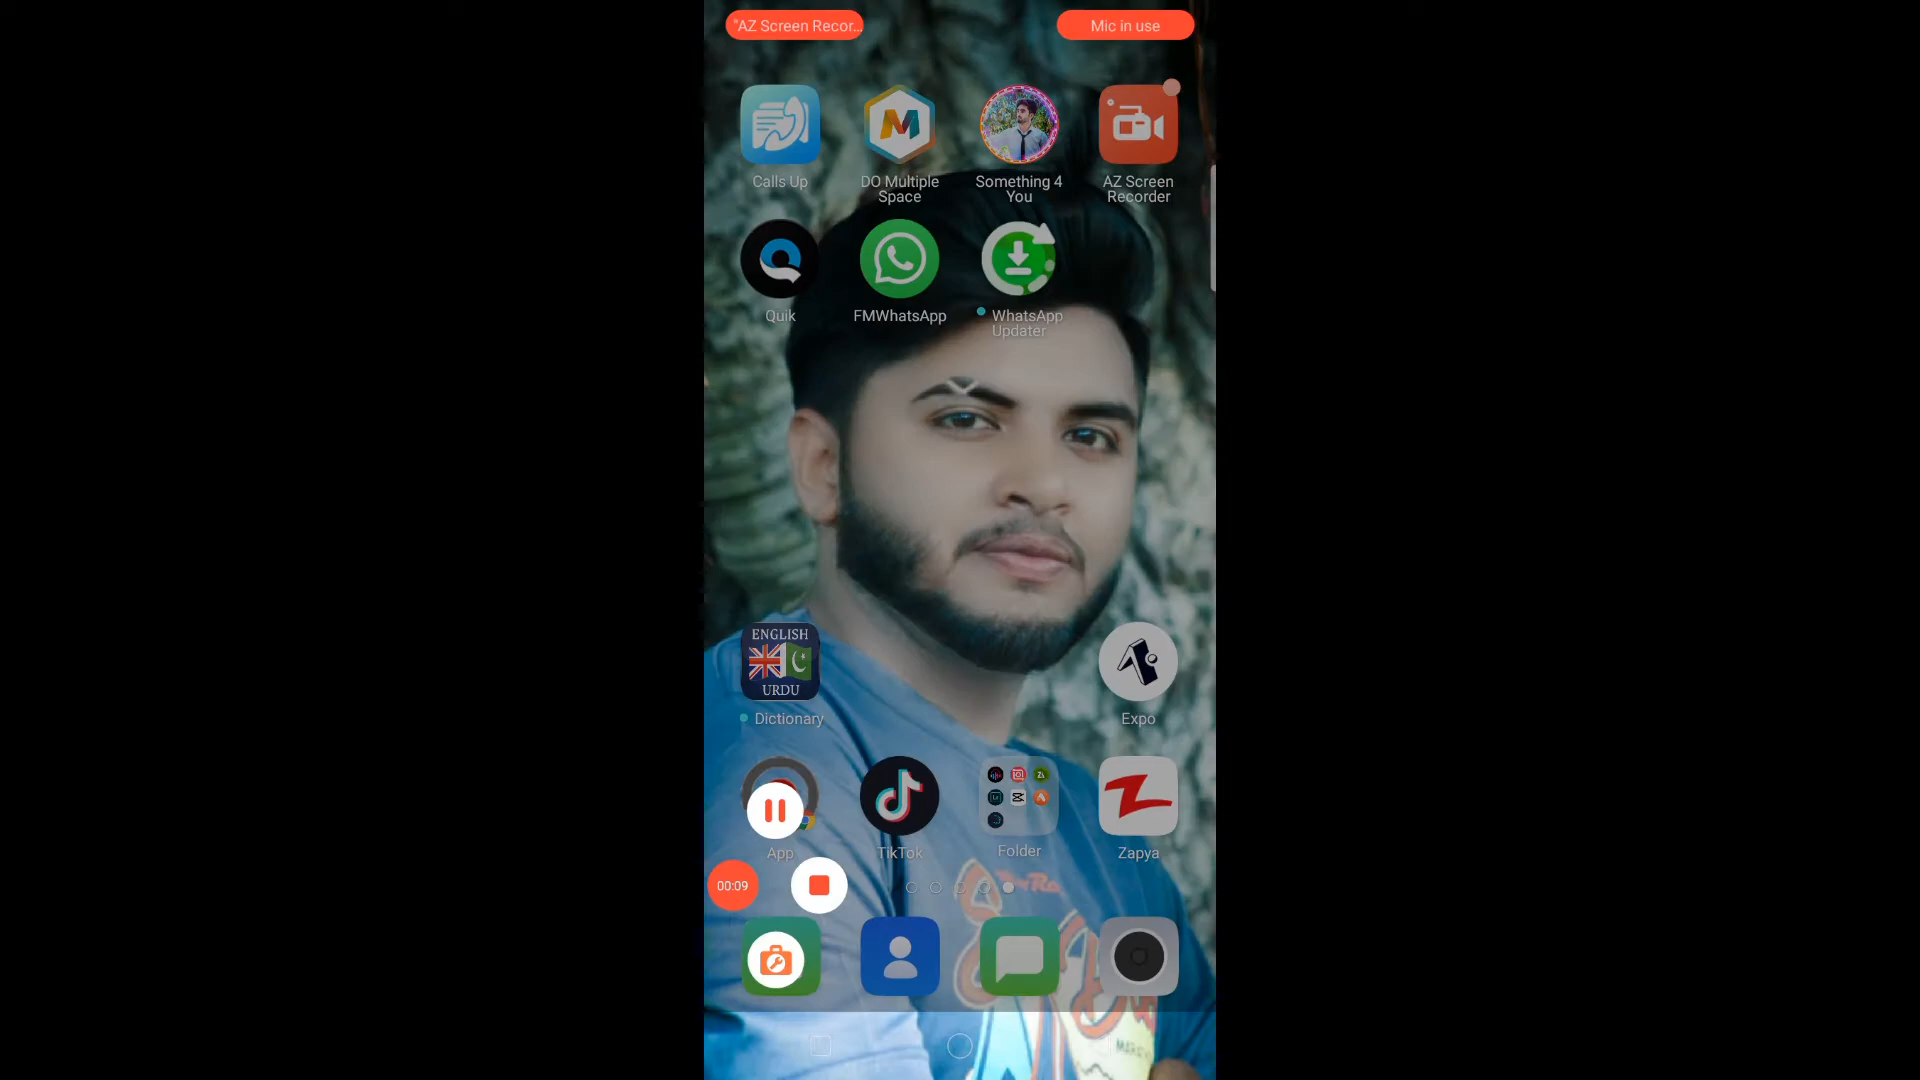 "AZ Screen Recor...
Mic in use
Calls Up
DO Multiple
Space
Something 4
You
AZ Screen
Recorder
Quik
FMWhatsApp
WhatsApp
Updater
ENGLISH
URDU
Dictionary
Expo
App
TikTok
Folder
Zapya
00:09